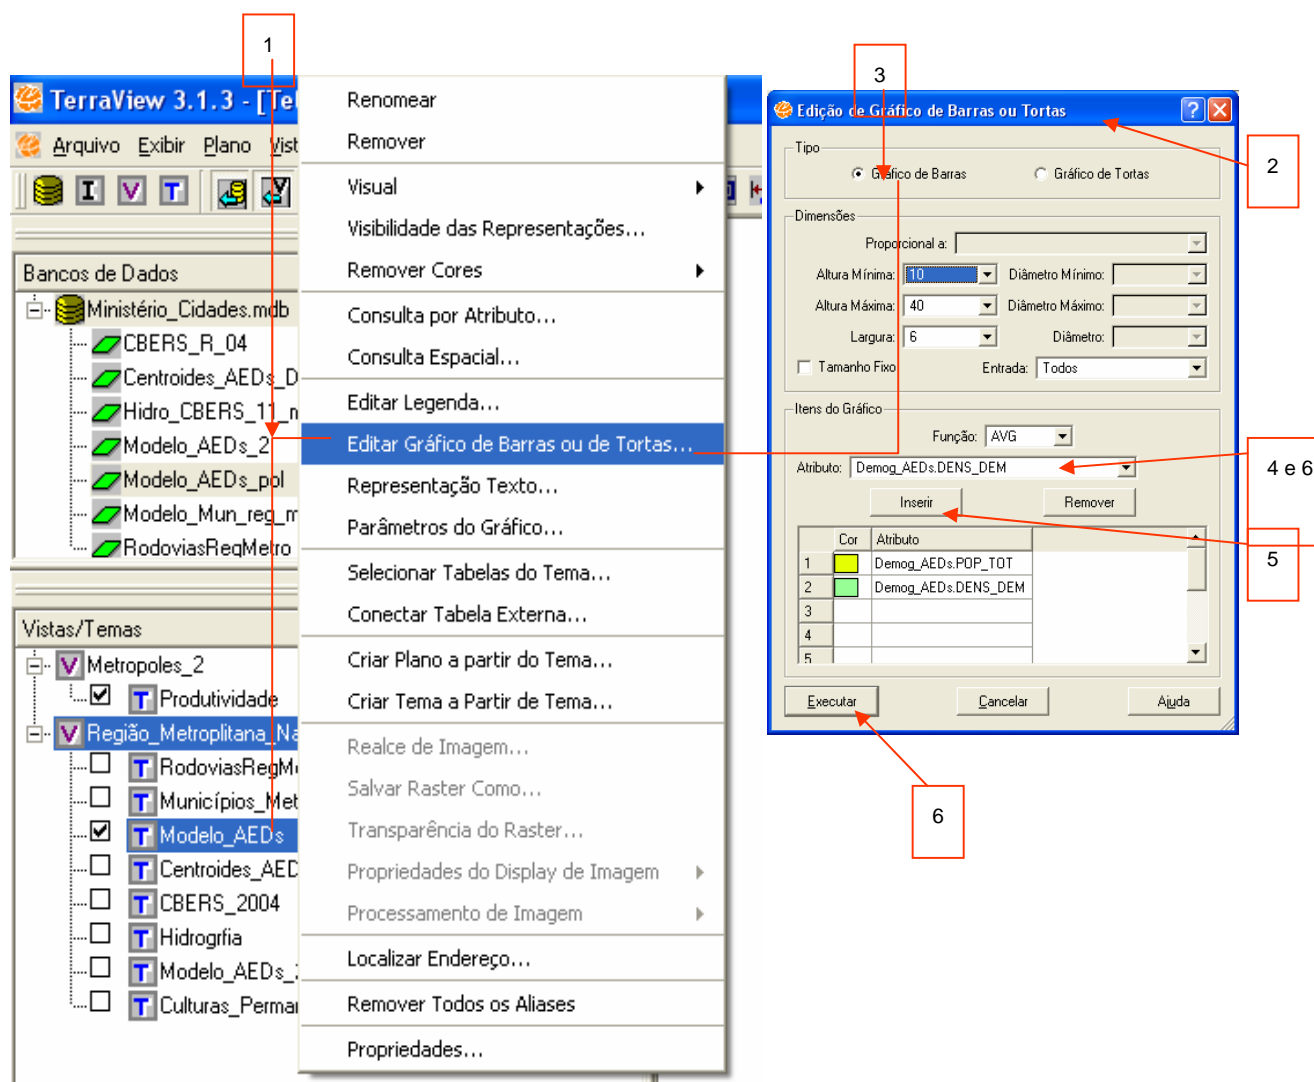 1
TerraView 3.1.3 - [Te
Arquivo Exibir Plano Vist
Bancos de Dados
Ministério_Cidades.mdb
CBERS_R_04
Centroides_AEDs_D
Hidro_CBERS_11_n
Modelo_AEDs_2
Modelo_AEDs_pol
Modelo_Mun_reg_m
RodoviasRegMetro
Vistas/Temas
Metropoles_2
Produtividade
Região_Metroplitana_Na
RodoviasRegMe
Municípios_Met
Modelo_AEDs
Centroides_AED
CBERS_2004
Hidrogrfia
Modelo_AEDs_2
Culturas_Perma
Renomear
Remover
Visual
Visibilidade das Representações...
Remover Cores
Consulta por Atributo...
Consulta Espacial...
Editar Legenda...
Editar Gráfico de Barras ou de Tortas...
Representação Texto...
Parâmetros do Gráfico...
Selecionar Tabelas do Tema...
Conectar Tabela Externa...
Criar Plano a partir do Tema...
Criar Tema a Partir de Tema...
Realce de Imagem...
Salvar Raster Como...
Transparência do Raster...
Propriedades do Display de Imagem
Processamento de Imagem
Localizar Endereço...
Remover Todos os Aliases
Propriedades...
3
Edição de Gráfico de Barras ou Tortas
2
Tipo
Gráfico de Barras Gráfico de Tortas
Dimensões
Proporcional a:
Altura Mínima: 10 Diâmetro Mínimo:
Altura Máxima: 40 Diâmetro Máximo:
Largura: 6 Diâmetro:
Tamanho Fixo Entrada: Todos
Itens do Gráfico
Função: AVG
Atributo: Demog_AEDs.DENS_DEM
4 e 6
Inserir Remover
5
Cor Atributo
1 Demog_AEDs.POP_TOT
2 Demog_AEDs.DENS_DEM
3
4
5
Executar Cancelar Ajuda
6